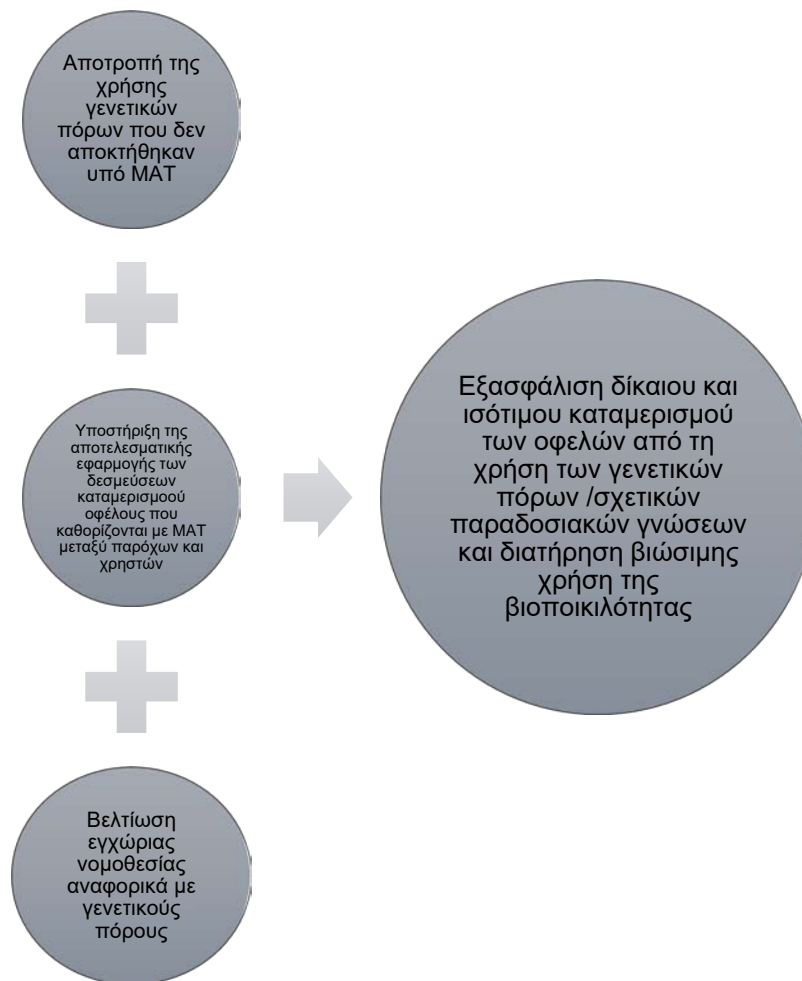 Αποτροπή της
χρήσης
γενετικών
πόρων που δεν
αποκτήθηκαν
υπό ΜΑΤ
Υποστήριξη της
αποτελεσματικής
εφαρμογής των
δεσμεύσεων
καταμερισμοού
οφέλους που
καθορίζονται με ΜΑΤ
μεταξύ παρόχων και
χρηστών
Βελτίωση
εγχώριας
νομοθεσίας
αναφορικά με
γενετικούς
πόρους
Εξασφάλιση δίκαιου και
ισότιμου καταμερισμού
των οφελών από τη
χρήση των γενετικών
πόρων /σχετικών
παραδοσιακών γνώσεων
και διατήρηση βιώσιμης
χρήση της
βιοποικιλότητας